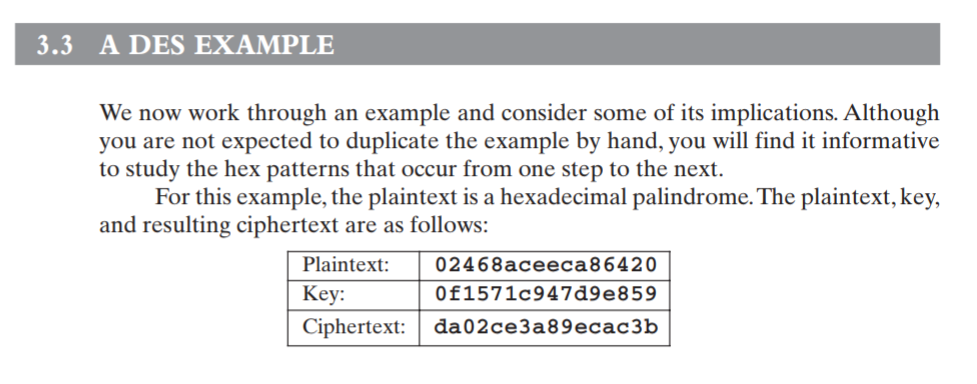 3.3 A DES EXAMPLE
We now work through an example and consider some of its implications. Although
you are not expected to duplicate the example by hand, you will find it informative
to study the hex patterns that occur from one step to the next.
For this example, the plaintext is a hexadecimal palindrome. The plaintext, key,
and resulting ciphertext are as follows:
Plaintext: 02468aceeca86420
Key: 0f1571c947d9e859
Ciphertext: da02ce3a89ecac3b